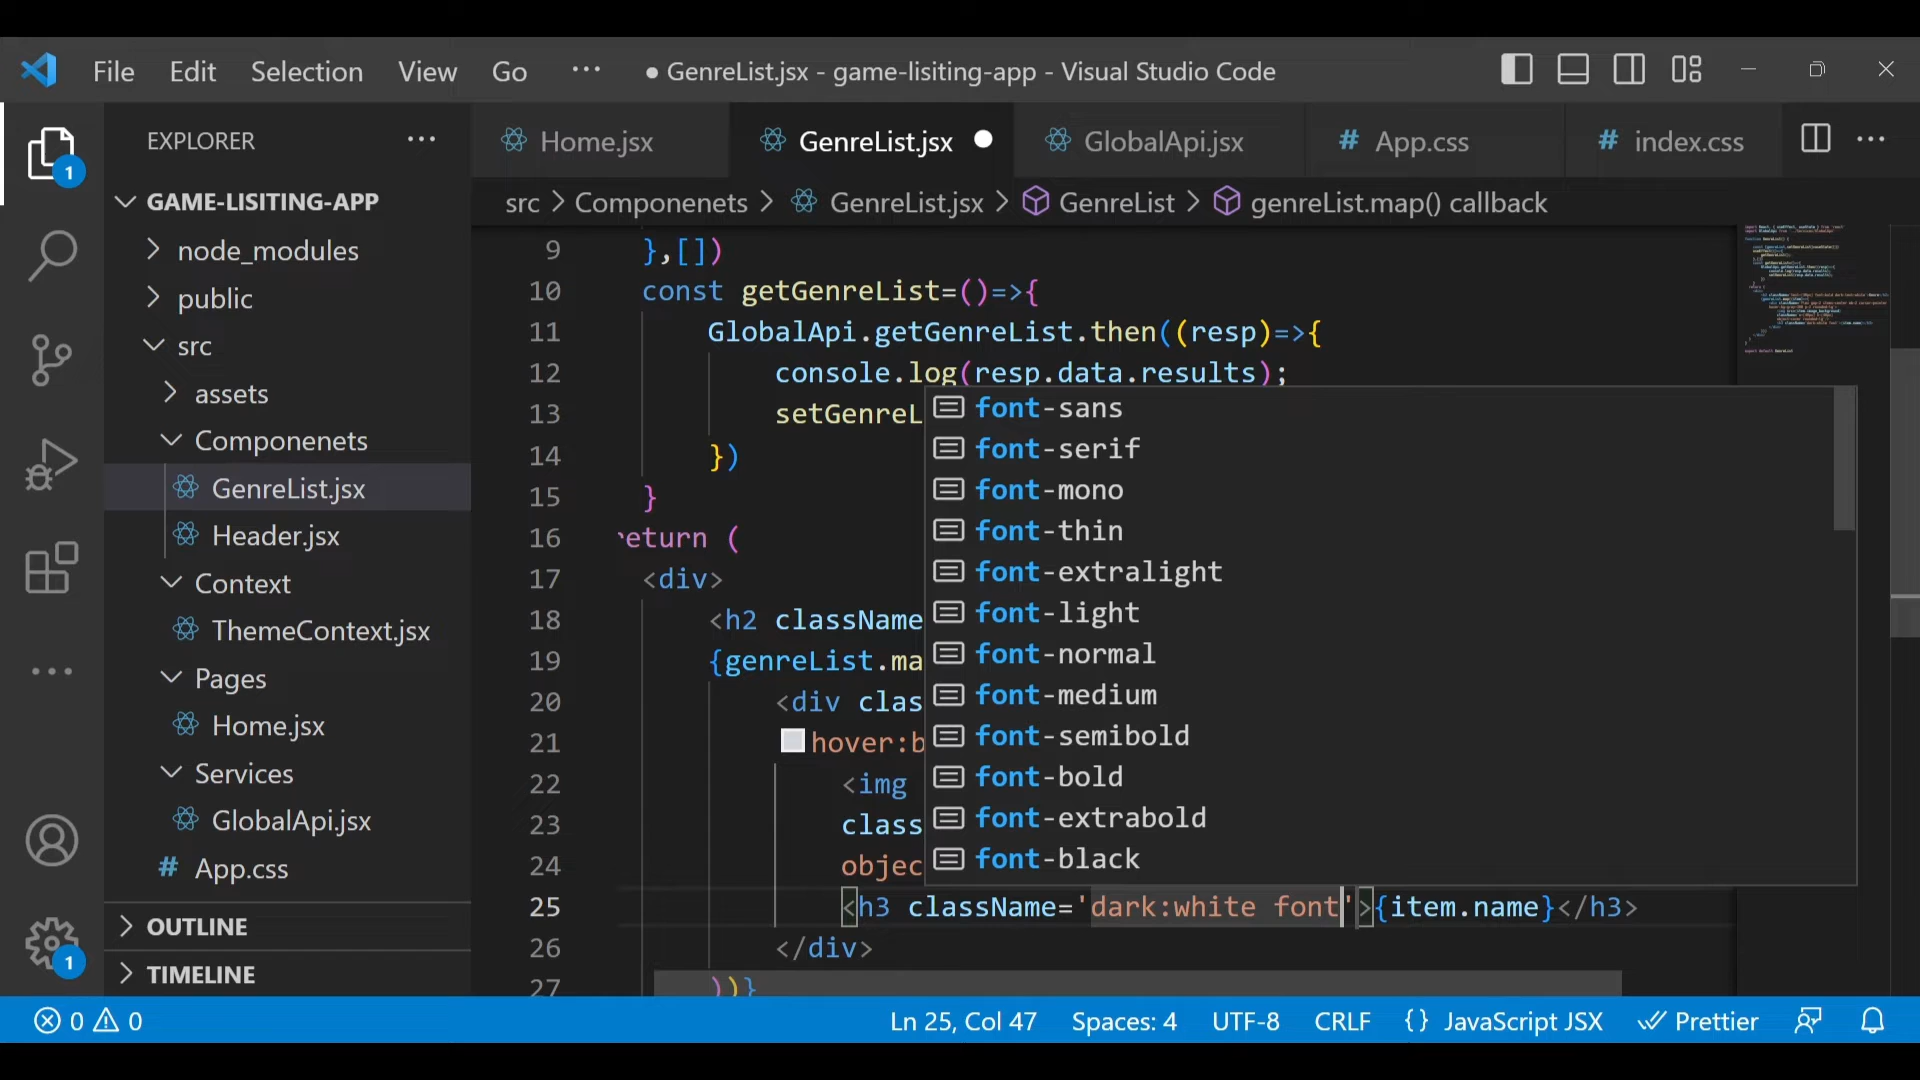 File Edit Selection View Go ··· ● GenreList.jsx - game-lisiting-app - Visual Studio Code
EXPLORER ···
Home.jsx GenreList.jsx GlobalApi.jsx # App.css # index.css ···
src > Componenets > GenreList.jsx > GenreList > genreList.map() callback
1
GAME-LISITING-APP
node_modules
public
src
assets
Componenets
GenreList.jsx
Header.jsx
Context
ThemeContext.jsx
Pages
Home.jsx
Services
GlobalApi.jsx
# App.css
OUTLINE
TIMELINE
1
9 },[])
10 const getGenreList=()=>{
11 GlobalApi.getGenreList.then((resp)=>{
12 console.log(resp.data.results);
13 setGenreL
14 })
15 }
16 return (
17 <div>
18 <h2 className
19 {genreList.ma
20 <div clas
21 hover:b
22 <img
23 class
24 objec
25 <h3 className='dark:white font'>{item.name}</h3>
26 </div>
27 ))}
font-sans
font-serif
font-mono
font-thin
font-extralight
font-light
font-normal
font-medium
font-semibold
font-bold
font-extrabold
font-black
0 0 Ln 25, Col 47 Spaces: 4 UTF-8 CRLF {} JavaScript JSX Prettier